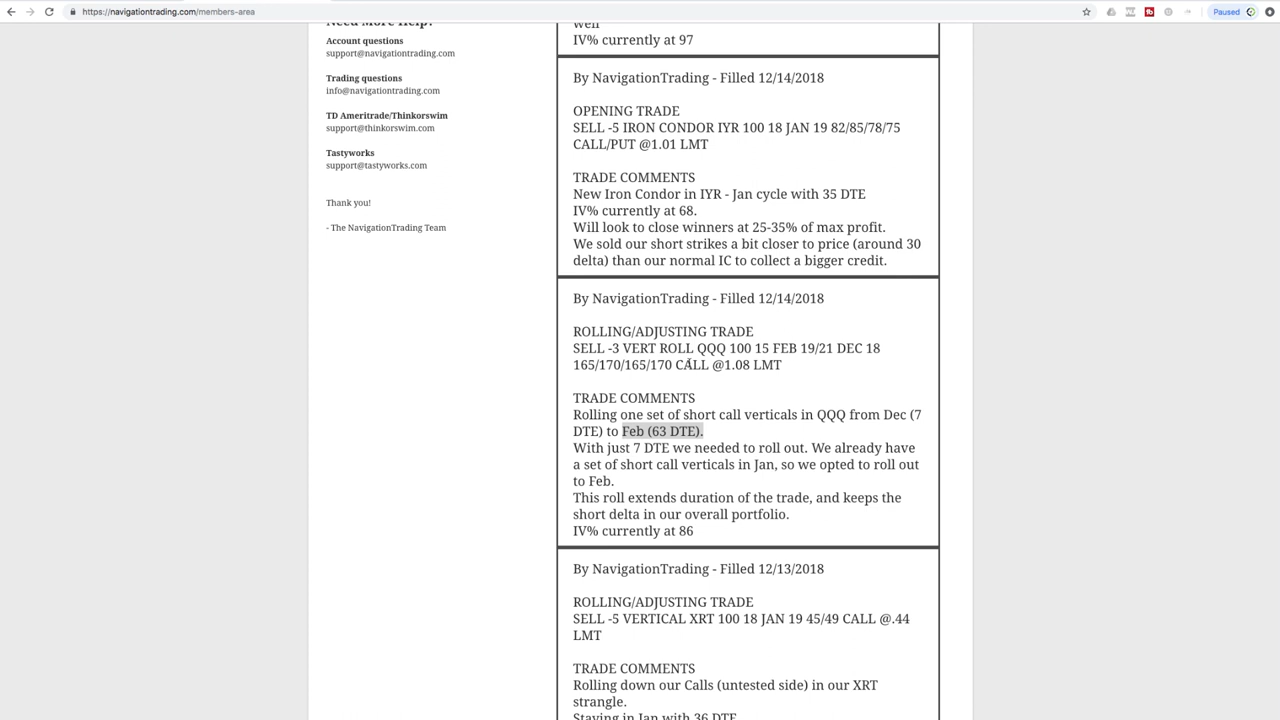 https://navigationtrading.com/members-area
Paused
Need More Help?
Account questions
support@navigationtrading.com
Trading questions
info@navigationtrading.com
TD Ameritrade/Thinkorswim
support@thinkorswim.com
Tastyworks
support@tastyworks.com
Thank you!
- The NavigationTrading Team
well
IV% currently at 97
By NavigationTrading - Filled 12/14/2018
OPENING TRADE
SELL -5 IRON CONDOR IYR 100 18 JAN 19 82/85/78/75
CALL/PUT @1.01 LMT
TRADE COMMENTS
New Iron Condor in IYR - Jan cycle with 35 DTE
IV% currently at 68.
Will look to close winners at 25-35% of max profit.
We sold our short strikes a bit closer to price (around 30
delta) than our normal IC to collect a bigger credit.
By NavigationTrading - Filled 12/14/2018
ROLLING/ADJUSTING TRADE
SELL -3 VERT ROLL QQQ 100 15 FEB 19/21 DEC 18
165/170/165/170 CALL @1.08 LMT
TRADE COMMENTS
Rolling one set of short call verticals in QQQ from Dec (7
DTE) to Feb (63 DTE).
With just 7 DTE we needed to roll out. We already have
a set of short call verticals in Jan, so we opted to roll out
to Feb.
This roll extends duration of the trade, and keeps the
short delta in our overall portfolio.
IV% currently at 86
By NavigationTrading - Filled 12/13/2018
ROLLING/ADJUSTING TRADE
SELL -5 VERTICAL XRT 100 18 JAN 19 45/49 CALL @.44
LMT
TRADE COMMENTS
Rolling down our Calls (untested side) in our XRT
strangle.
Staying in Jan with 36 DTE